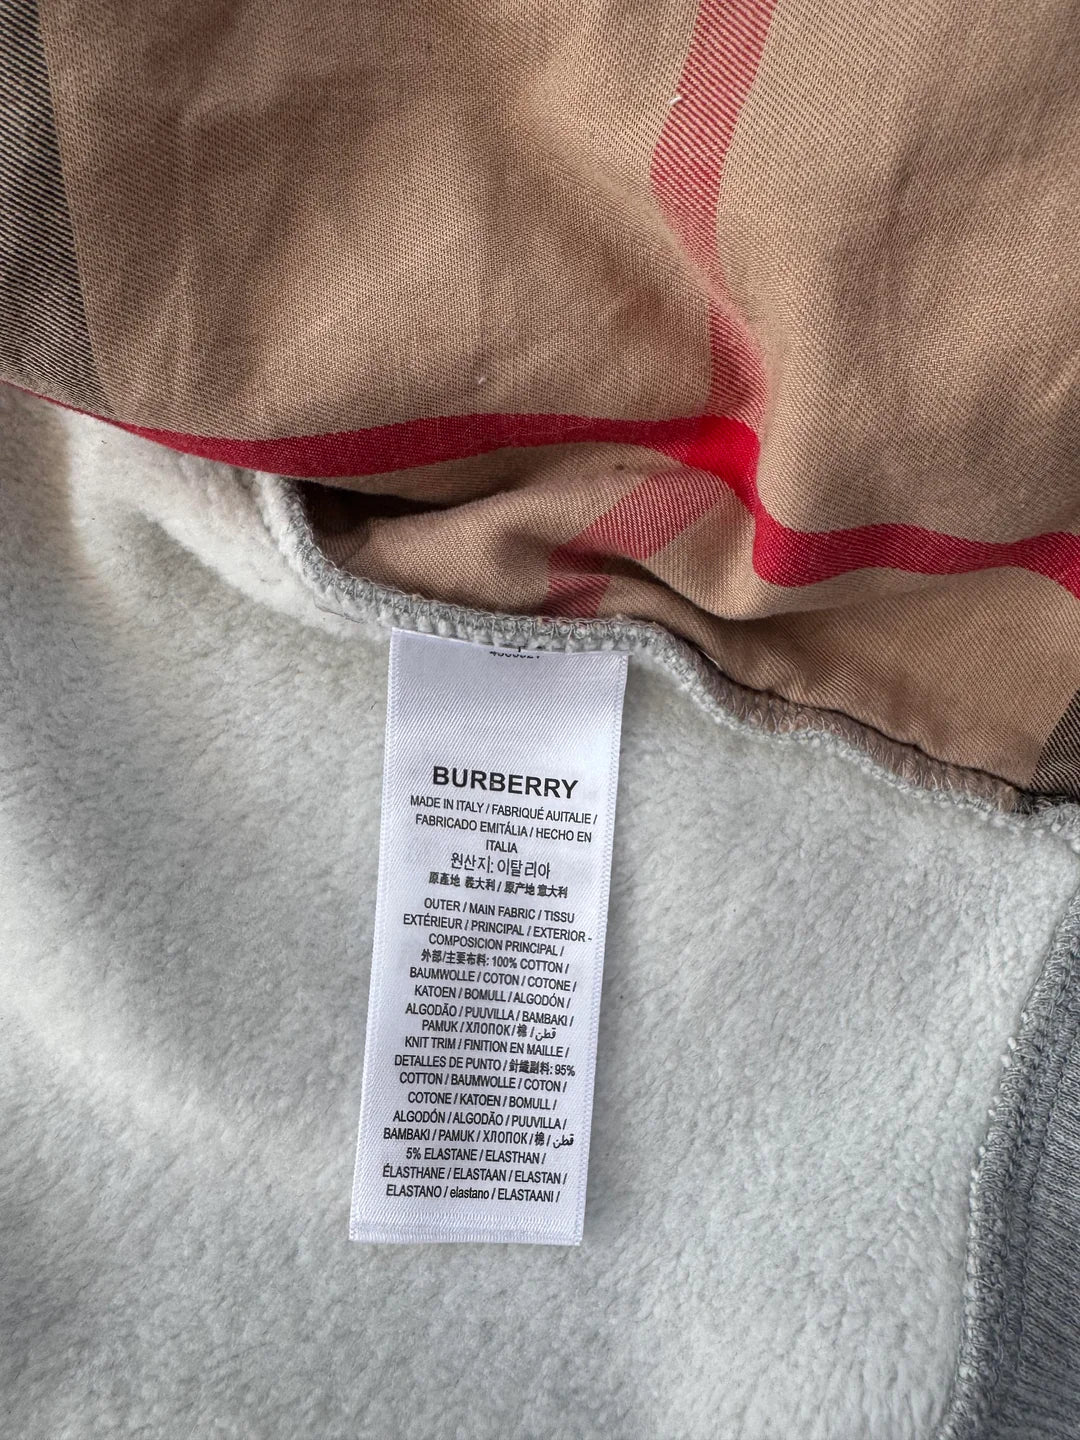 BURBERRY
MADE IN ITALY / FABRIQUÉ AUITALIE /
FABRICADO EMITÁLIA / HECHO EN
ITALIA
원산지: 이탈리아
原產地 義大利 / 原产地 意大利
OUTER / MAIN FABRIC / TISSU
EXTÉRIEUR / PRINCIPAL / EXTERIOR -
COMPOSICION PRINCIPAL /
外部/主要布料: 100% COTTON /
BAUMWOLLE / COTON / COTONE /
KATOEN / BOMULL / ALGODÓN /
ALGODÃO / PUUVILLA / BAMBAKI /
PAMUK / ХЛОПОК / 棉 / قطن
KNIT TRIM / FINITION EN MAILLE /
DETALLES DE PUNTO / 針織副料: 95%
COTTON / BAUMWOLLE / COTON /
COTONE / KATOEN / BOMULL /
ALGODÓN / ALGODÃO / PUUVILLA /
BAMBAKI / PAMUK / ХЛОПОК / 棉 / قطن
5% ELASTANE / ELASTHAN /
ÉLASTHANE / ELASTAAN / ELASTAN /
ELASTANO / elastano / ELASTAANI /